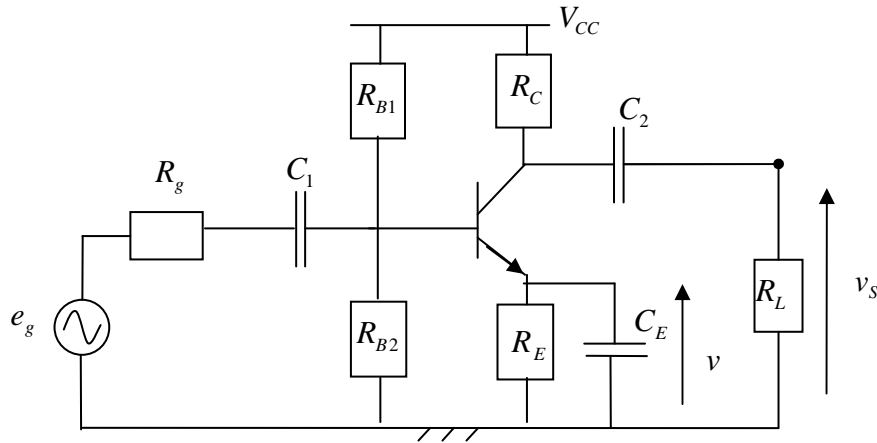 V_CC
R_B1
R_C
C_2
R_g
C_1
e_g
R_B2
R_E
C_E
v
R_L
v_S